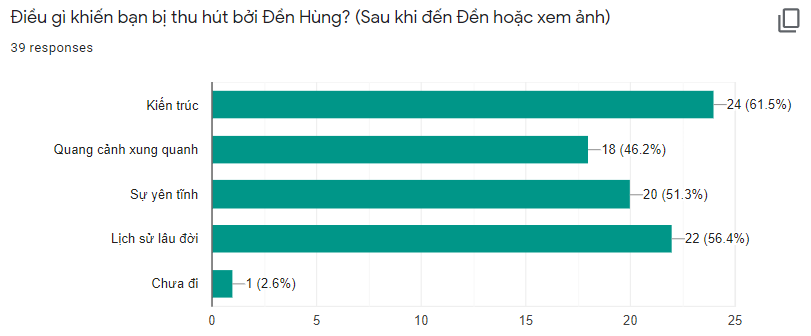 Điều gì khiến bạn bị thu hút bởi Đền Hùng? (Sau khi đến Đền hoặc xem ảnh)
39 responses
Kiến trúc
24 (61.5%)
Quang cảnh xung quanh
18 (46.2%)
Sự yên tĩnh
20 (51.3%)
Lịch sử lâu đời
22 (56.4%)
Chưa đi
1 (2.6%)
0 5 10 15 20 25